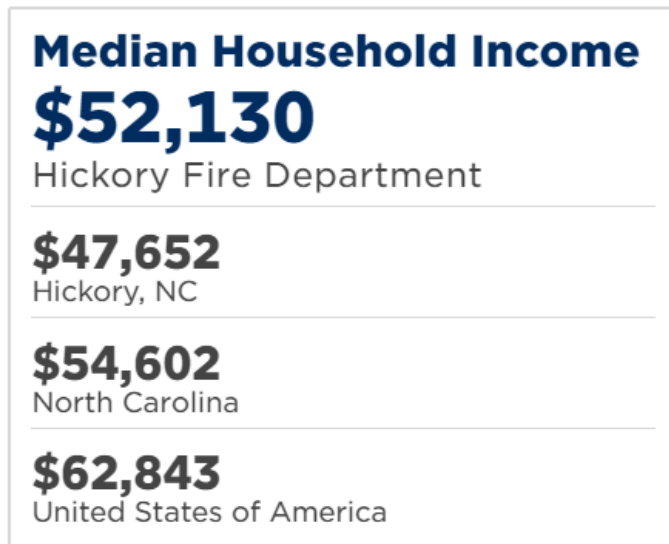 Median Household Income
$52,130
Hickory Fire Department
$47,652
Hickory, NC
$54,602
North Carolina
$62,843
United States of America